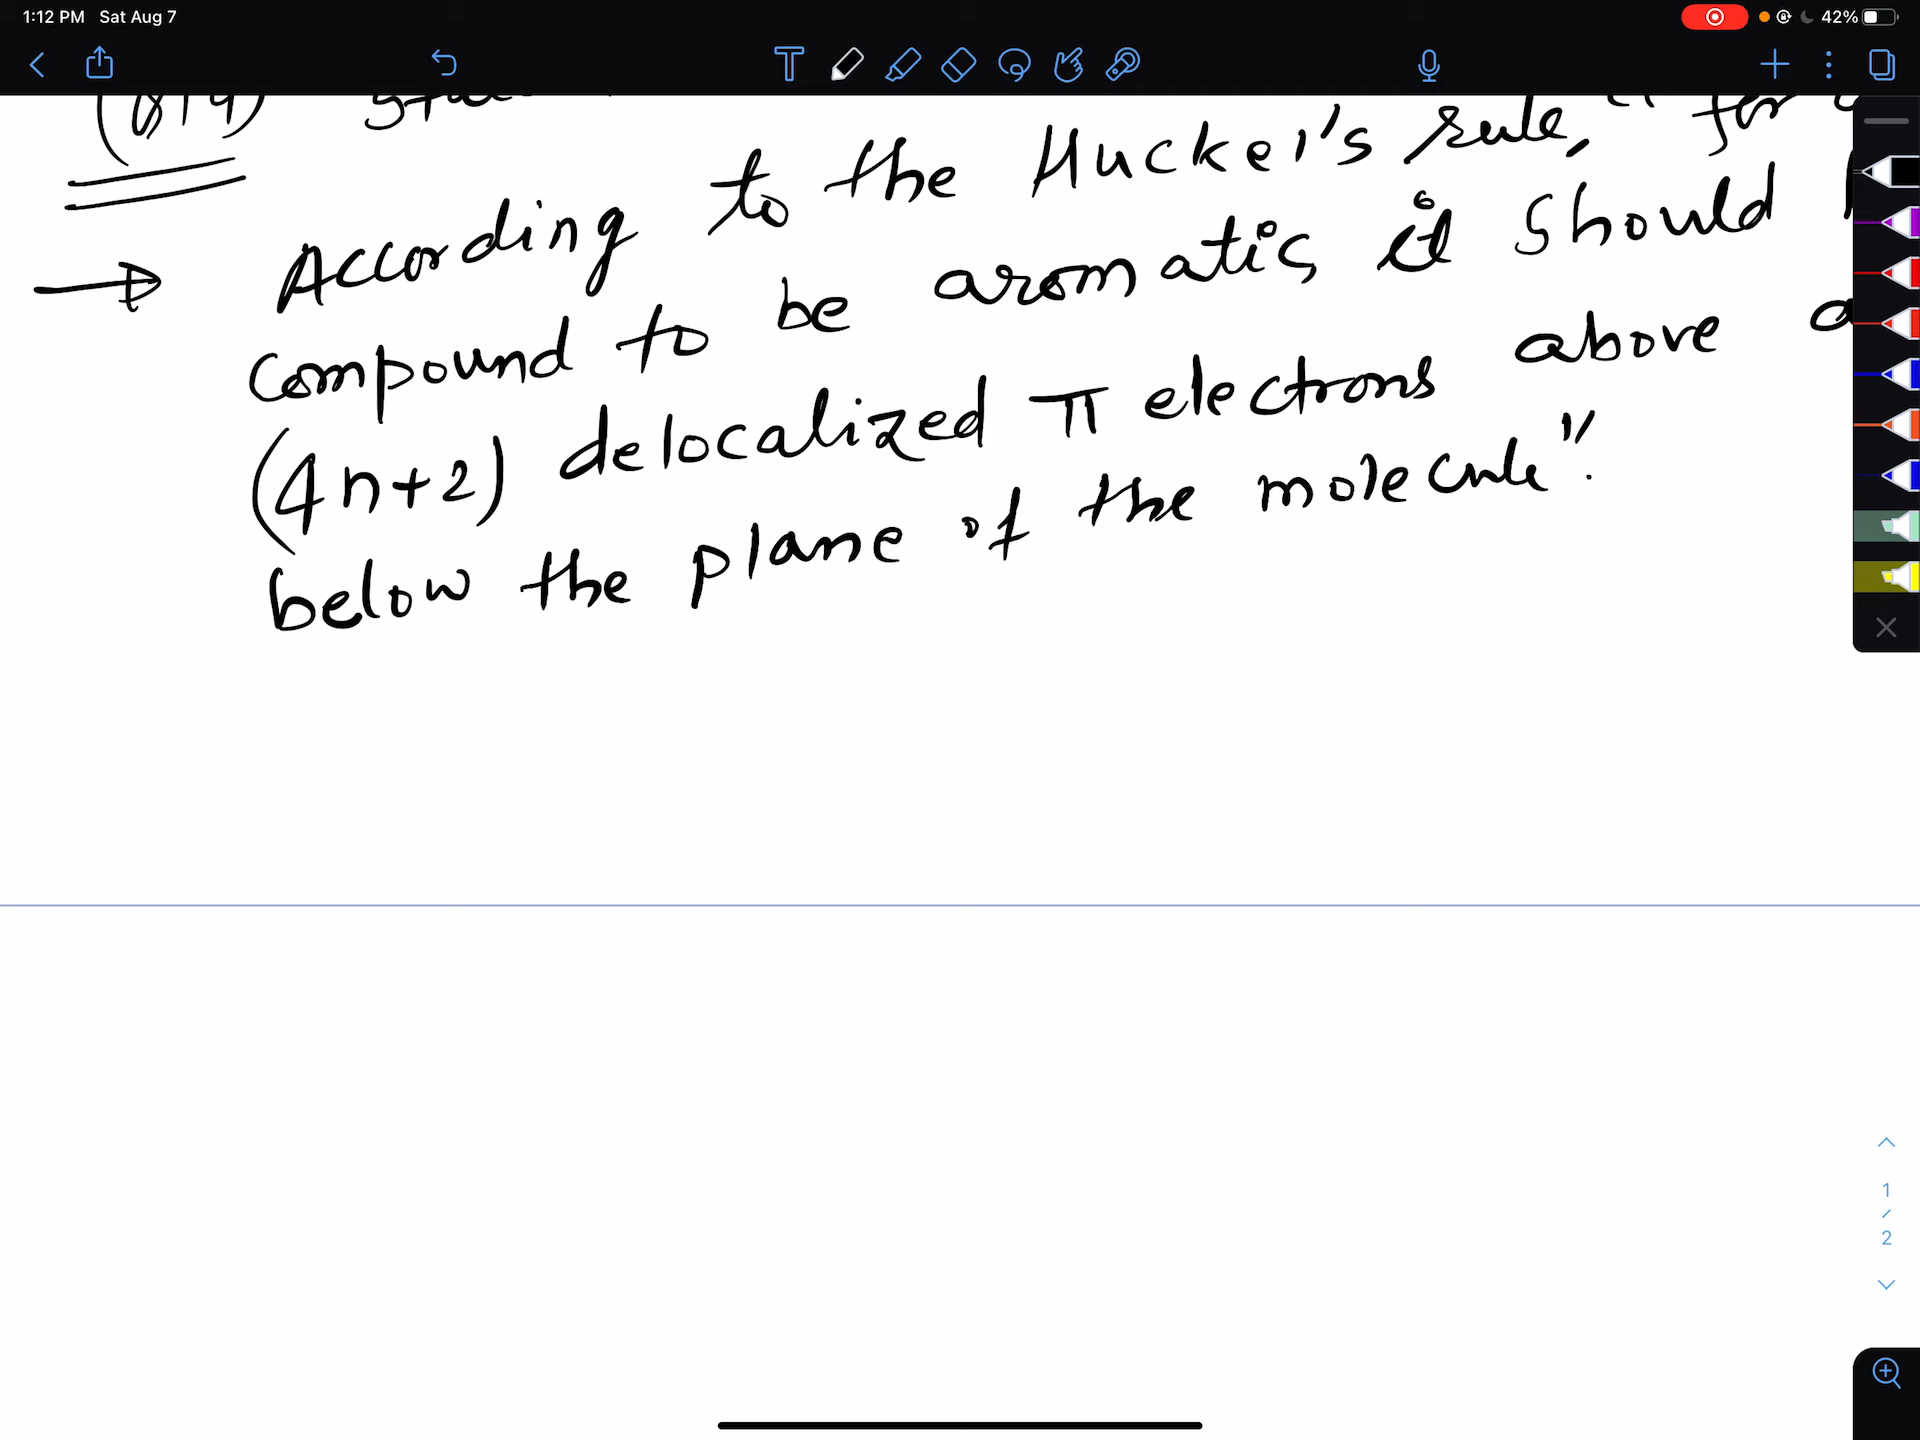 1:12 PM Sat Aug 7
42%
According to the Huckel's rule, " for
compound to be aromatic, it should
(4n+2) delocalized π electrons above
below the plane of the molecule".
1
/
2